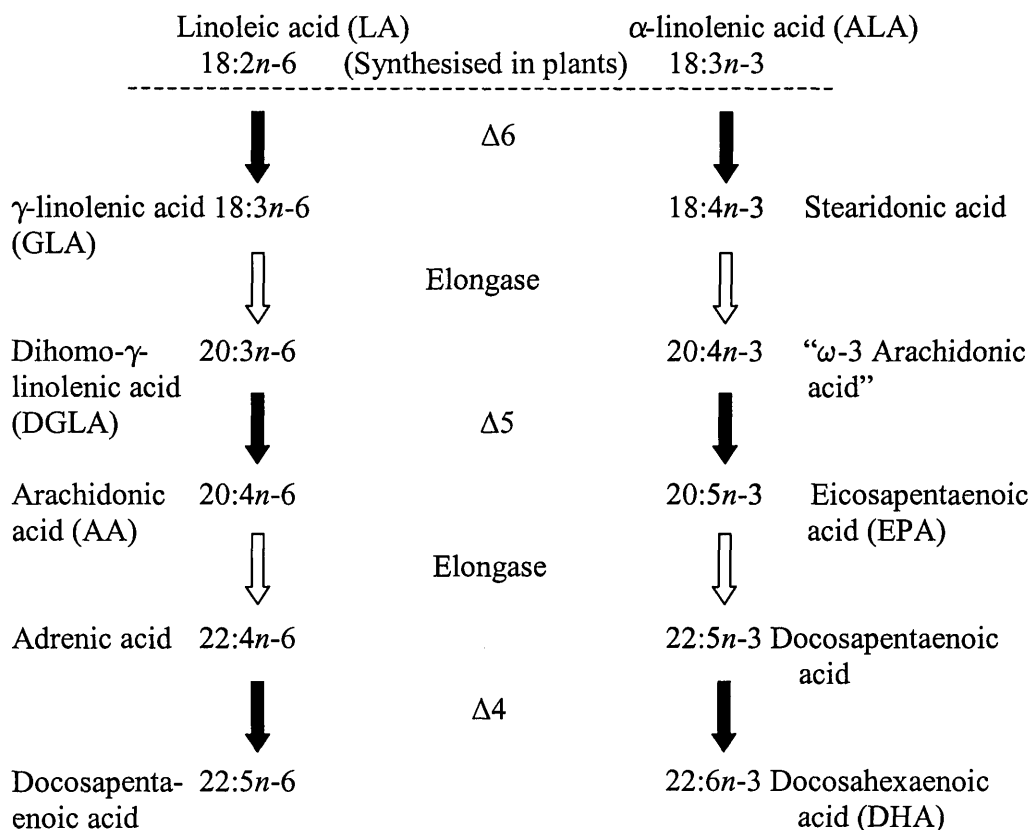 Linoleic acid (LA) α-linolenic acid (ALA)
18:2n-6 (Synthesised in plants) 18:3n-3
Δ6
γ-linolenic acid 18:3n-6 18:4n-3 Stearidonic acid
(GLA)
Elongase
Dihomo-γ- 20:3n-6 20:4n-3 “ω-3 Arachidonic
linolenic acid acid”
(DGLA) Δ5
Arachidonic 20:4n-6 20:5n-3 Eicosapentaenoic
acid (AA) acid (EPA)
Elongase
Adrenic acid 22:4n-6 22:5n-3 Docosapentaenoic
acid
Δ4
Docosapenta- 22:5n-6 22:6n-3 Docosahexaenoic
enoic acid acid (DHA)